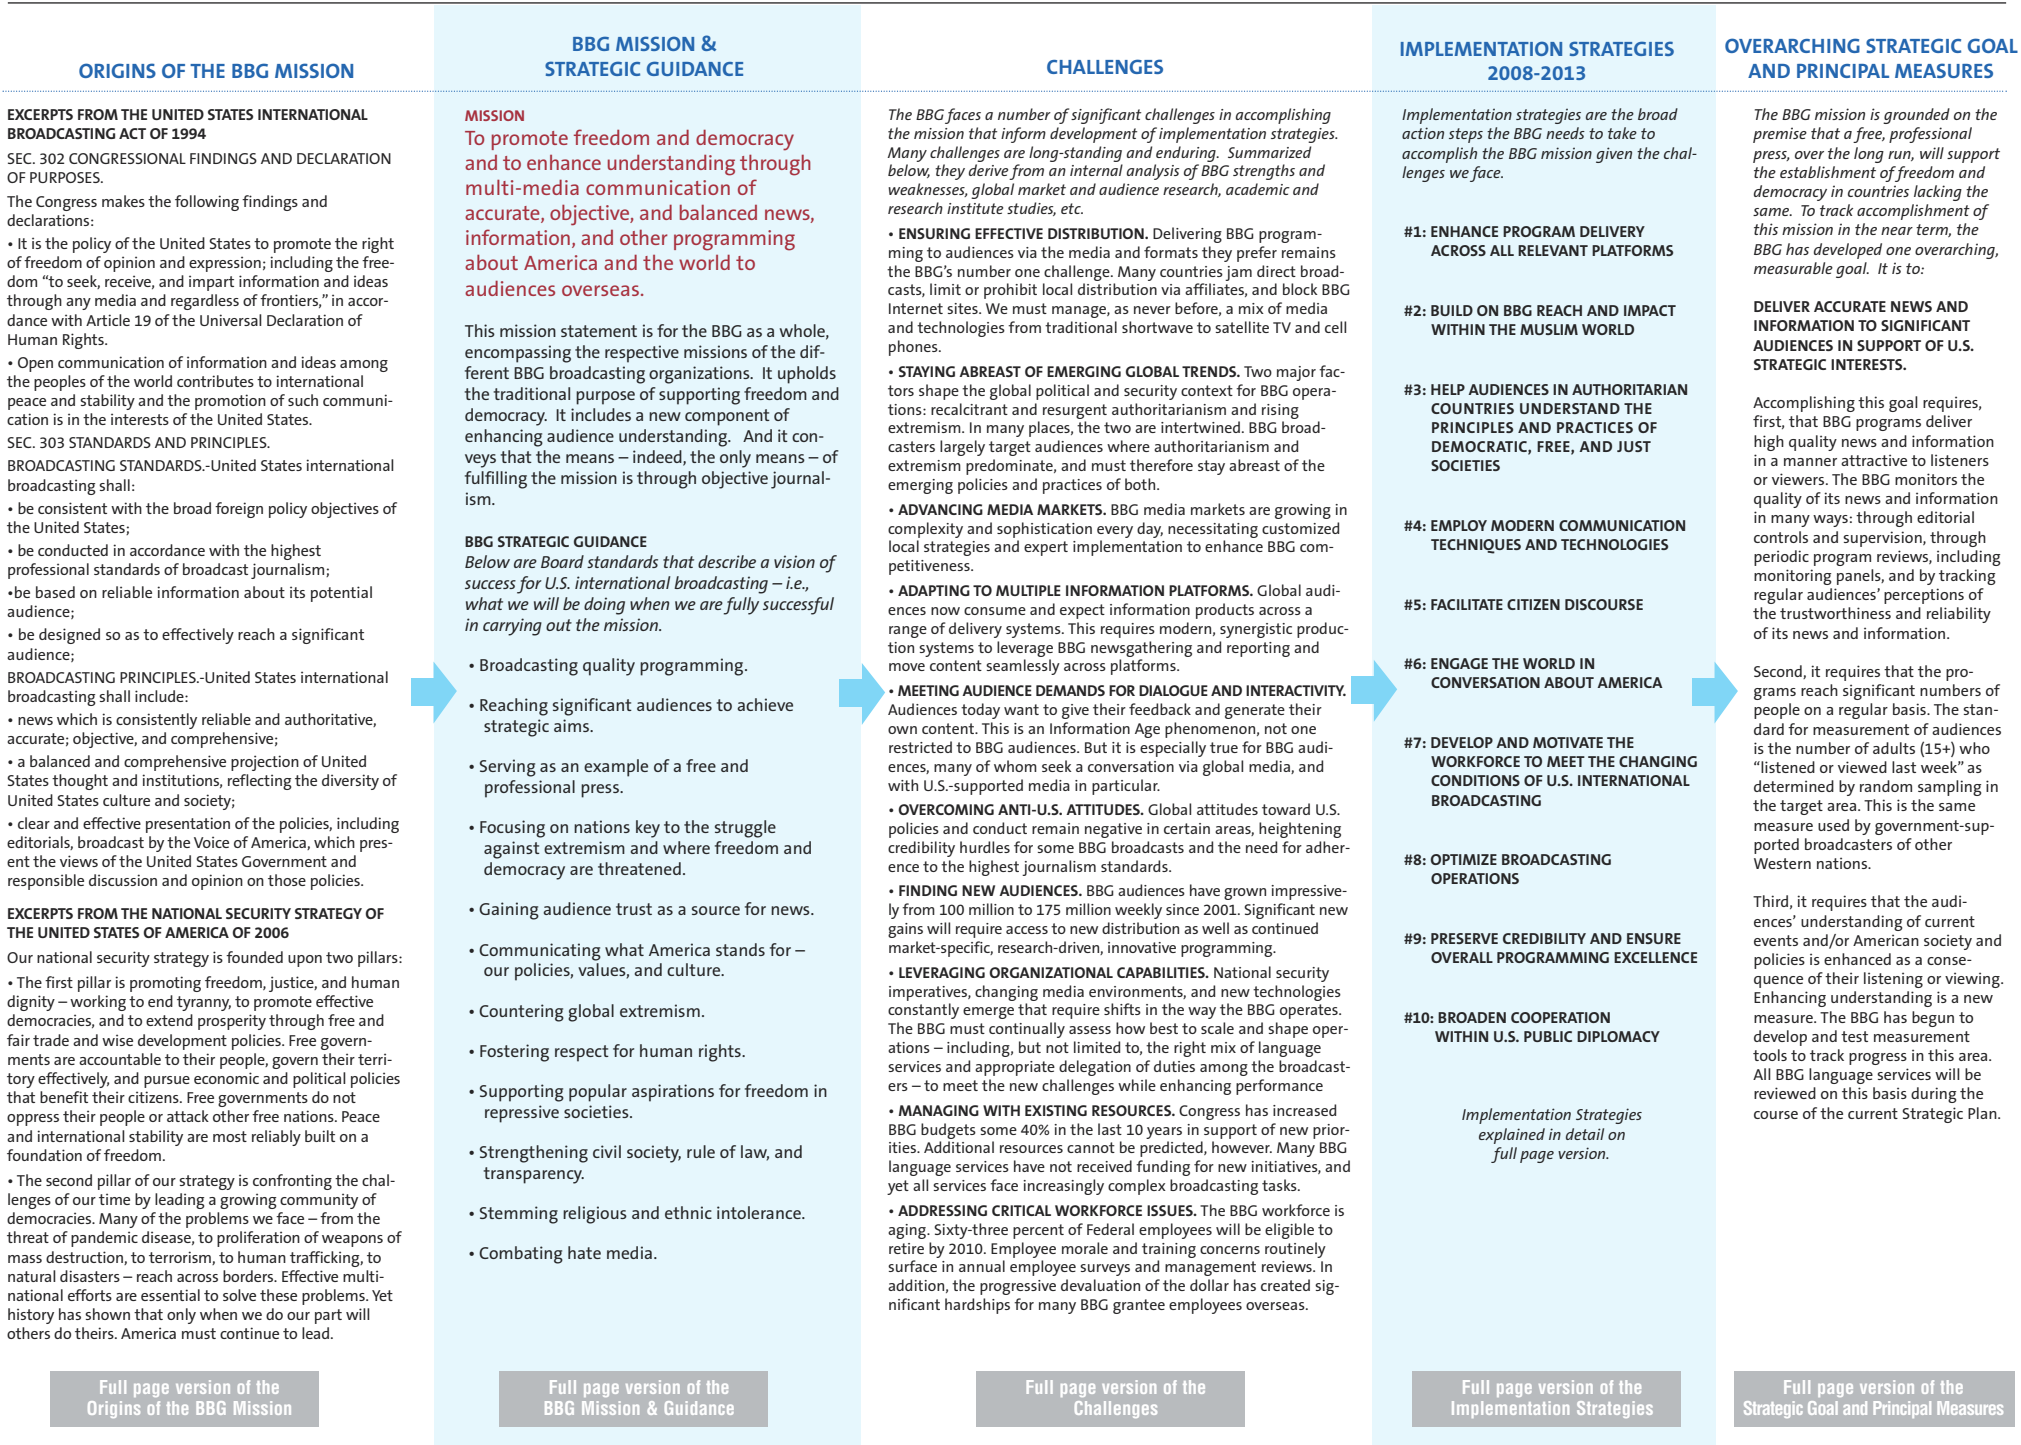 ORIGINS OF THE BBG MISSION
EXCERPTS FROM THE UNITED STATES INTERNATIONAL
BROADCASTING ACT OF 1994
SEC. 302 CONGRESSIONAL FINDINGS AND DECLARATION
OF PURPOSES.
The Congress makes the following findings and
declarations:
• It is the policy of the United States to promote the right
of freedom of opinion and expression; including the free-
dom “to seek, receive, and impart information and ideas
through any media and regardless of frontiers,” in accor-
dance with Article 19 of the Universal Declaration of
Human Rights.
• Open communication of information and ideas among
the peoples of the world contributes to international
peace and stability and the promotion of such communi-
cation is in the interests of the United States.
SEC. 303 STANDARDS AND PRINCIPLES.
BROADCASTING STANDARDS.-United States international
broadcasting shall:
• be consistent with the broad foreign policy objectives of
the United States;
• be conducted in accordance with the highest
professional standards of broadcast journalism;
•be based on reliable information about its potential
audience;
• be designed so as to effectively reach a significant
audience;
BROADCASTING PRINCIPLES.-United States international
broadcasting shall include:
• news which is consistently reliable and authoritative,
accurate; objective, and comprehensive;
• a balanced and comprehensive projection of United
States thought and institutions, reflecting the diversity of
United States culture and society;
• clear and effective presentation of the policies, including
editorials, broadcast by the Voice of America, which pres-
ent the views of the United States Government and
responsible discussion and opinion on those policies.
EXCERPTS FROM THE NATIONAL SECURITY STRATEGY OF
THE UNITED STATES OF AMERICA OF 2006
Our national security strategy is founded upon two pillars:
• The first pillar is promoting freedom, justice, and human
dignity – working to end tyranny, to promote effective
democracies, and to extend prosperity through free and
fair trade and wise development policies. Free govern-
ments are accountable to their people, govern their terri-
tory effectively, and pursue economic and political policies
that benefit their citizens. Free governments do not
oppress their people or attack other free nations. Peace
and international stability are most reliably built on a
foundation of freedom.
• The second pillar of our strategy is confronting the chal-
lenges of our time by leading a growing community of
democracies. Many of the problems we face – from the
threat of pandemic disease, to proliferation of weapons of
mass destruction, to terrorism, to human trafficking, to
natural disasters – reach across borders. Effective multi-
national efforts are essential to solve these problems. Yet
history has shown that only when we do our part will
others do theirs. America must continue to lead.
Full page version of the
Origins of the BBG Mission
BBG MISSION &
STRATEGIC GUIDANCE
MISSION
To promote freedom and democracy
and to enhance understanding through
multi-media communication of
accurate, objective, and balanced news,
information, and other programming
about America and the world to
audiences overseas.
This mission statement is for the BBG as a whole,
encompassing the respective missions of the dif-
ferent BBG broadcasting organizations. It upholds
the traditional purpose of supporting freedom and
democracy. It includes a new component of
enhancing audience understanding. And it con-
veys that the means – indeed, the only means – of
fulfilling the mission is through objective journal-
ism.
BBG STRATEGIC GUIDANCE
Below are Board standards that describe a vision of
success for U.S. international broadcasting – i.e.,
what we will be doing when we are fully successful
in carrying out the mission.
• Broadcasting quality programming.
• Reaching significant audiences to achieve
strategic aims.
• Serving as an example of a free and
professional press.
• Focusing on nations key to the struggle
against extremism and where freedom and
democracy are threatened.
• Gaining audience trust as a source for news.
• Communicating what America stands for –
our policies, values, and culture.
• Countering global extremism.
• Fostering respect for human rights.
• Supporting popular aspirations for freedom in
repressive societies.
• Strengthening civil society, rule of law, and
transparency.
• Stemming religious and ethnic intolerance.
• Combating hate media.
Full page version of the
BBG Mission & Guidance
CHALLENGES
The BBG faces a number of significant challenges in accomplishing
the mission that inform development of implementation strategies.
Many challenges are long-standing and enduring. Summarized
below, they derive from an internal analysis of BBG strengths and
weaknesses, global market and audience research, academic and
research institute studies, etc.
• ENSURING EFFECTIVE DISTRIBUTION. Delivering BBG program-
ming to audiences via the media and formats they prefer remains
the BBG’s number one challenge. Many countries jam direct broad-
casts, limit or prohibit local distribution via affiliates, and block BBG
Internet sites. We must manage, as never before, a mix of media
and technologies from traditional shortwave to satellite TV and cell
phones.
• STAYING ABREAST OF EMERGING GLOBAL TRENDS. Two major fac-
tors shape the global political and security context for BBG opera-
tions: recalcitrant and resurgent authoritarianism and rising
extremism. In many places, the two are intertwined. BBG broad-
casters largely target audiences where authoritarianism and
extremism predominate, and must therefore stay abreast of the
emerging policies and practices of both.
• ADVANCING MEDIA MARKETS. BBG media markets are growing in
complexity and sophistication every day, necessitating customized
local strategies and expert implementation to enhance BBG com-
petitiveness.
• ADAPTING TO MULTIPLE INFORMATION PLATFORMS. Global audi-
ences now consume and expect information products across a
range of delivery systems. This requires modern, synergistic produc-
tion systems to leverage BBG newsgathering and reporting and
move content seamlessly across platforms.
• MEETING AUDIENCE DEMANDS FOR DIALOGUE AND INTERACTIVITY.
Audiences today want to give their feedback and generate their
own content. This is an Information Age phenomenon, not one
restricted to BBG audiences. But it is especially true for BBG audi-
ences, many of whom seek a conversation via global media, and
with U.S.-supported media in particular.
• OVERCOMING ANTI-U.S. ATTITUDES. Global attitudes toward U.S.
policies and conduct remain negative in certain areas, heightening
credibility hurdles for some BBG broadcasts and the need for adher-
ence to the highest journalism standards.
• FINDING NEW AUDIENCES. BBG audiences have grown impressive-
ly from 100 million to 175 million weekly since 2001. Significant new
gains will require access to new distribution as well as continued
market-specific, research-driven, innovative programming.
• LEVERAGING ORGANIZATIONAL CAPABILITIES. National security
imperatives, changing media environments, and new technologies
constantly emerge that require shifts in the way the BBG operates.
The BBG must continually assess how best to scale and shape oper-
ations – including, but not limited to, the right mix of language
services and appropriate delegation of duties among the broadcast-
ers – to meet the new challenges while enhancing performance
• MANAGING WITH EXISTING RESOURCES. Congress has increased
BBG budgets some 40% in the last 10 years in support of new prior-
ities. Additional resources cannot be predicted, however. Many BBG
language services have not received funding for new initiatives, and
yet all services face increasingly complex broadcasting tasks.
• ADDRESSING CRITICAL WORKFORCE ISSUES. The BBG workforce is
aging. Sixty-three percent of Federal employees will be eligible to
retire by 2010. Employee morale and training concerns routinely
surface in annual employee surveys and management reviews. In
addition, the progressive devaluation of the dollar has created sig-
nificant hardships for many BBG grantee employees overseas.
Full page version of the
Challenges
IMPLEMENTATION STRATEGIES
2008-2013
Implementation strategies are the broad
action steps the BBG needs to take to
accomplish the BBG mission given the chal-
lenges we face.
#1: ENHANCE PROGRAM DELIVERY
ACROSS ALL RELEVANT PLATFORMS
#2: BUILD ON BBG REACH AND IMPACT
WITHIN THE MUSLIM WORLD
#3: HELP AUDIENCES IN AUTHORITARIAN
COUNTRIES UNDERSTAND THE
PRINCIPLES AND PRACTICES OF
DEMOCRATIC, FREE, AND JUST
SOCIETIES
#4: EMPLOY MODERN COMMUNICATION
TECHNIQUES AND TECHNOLOGIES
#5: FACILITATE CITIZEN DISCOURSE
#6: ENGAGE THE WORLD IN
CONVERSATION ABOUT AMERICA
#7: DEVELOP AND MOTIVATE THE
WORKFORCE TO MEET THE CHANGING
CONDITIONS OF U.S. INTERNATIONAL
BROADCASTING
#8: OPTIMIZE BROADCASTING
OPERATIONS
#9: PRESERVE CREDIBILITY AND ENSURE
OVERALL PROGRAMMING EXCELLENCE
#10: BROADEN COOPERATION
WITHIN U.S. PUBLIC DIPLOMACY
Implementation Strategies
explained in detail on
full page version.
Full page version of the
Implementation Strategies
OVERARCHING STRATEGIC GOAL
AND PRINCIPAL MEASURES
The BBG mission is grounded on the
premise that a free, professional
press, over the long run, will support
the establishment of freedom and
democracy in countries lacking the
same. To track accomplishment of
this mission in the near term, the
BBG has developed one overarching,
measurable goal. It is to:
DELIVER ACCURATE NEWS AND
INFORMATION TO SIGNIFICANT
AUDIENCES IN SUPPORT OF U.S.
STRATEGIC INTERESTS.
Accomplishing this goal requires,
first, that BBG programs deliver
high quality news and information
in a manner attractive to listeners
or viewers. The BBG monitors the
quality of its news and information
in many ways: through editorial
controls and supervision, through
periodic program reviews, including
monitoring panels, and by tracking
regular audiences’ perceptions of
the trustworthiness and reliability
of its news and information.
Second, it requires that the pro-
grams reach significant numbers of
people on a regular basis. The stan-
dard for measurement of audiences
is the number of adults (15+) who
“listened or viewed last week” as
determined by random sampling in
the target area. This is the same
measure used by government-sup-
ported broadcasters of other
Western nations.
Third, it requires that the audi-
ences’ understanding of current
events and/or American society and
policies is enhanced as a conse-
quence of their listening or viewing.
Enhancing understanding is a new
measure. The BBG has begun to
develop and test measurement
tools to track progress in this area.
All BBG language services will be
reviewed on this basis during the
course of the current Strategic Plan.
Full page version of the
Strategic Goal and Principal Measures